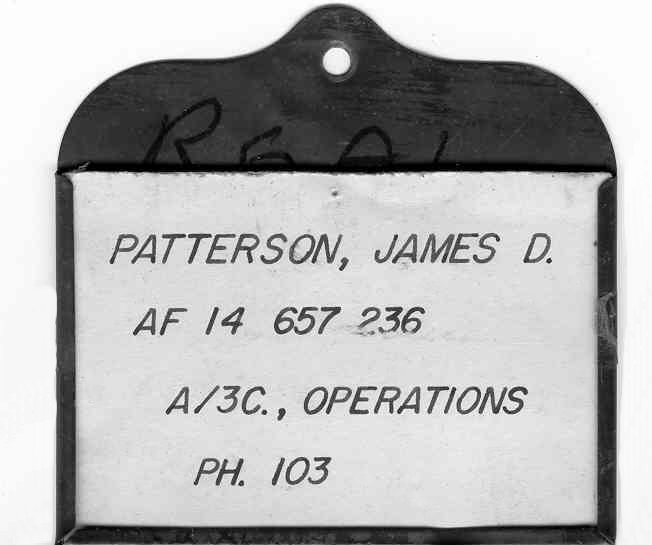 PATTERSON, JAMES D.
AF 14 657 236
A/3C., OPERATIONS
PH. 103